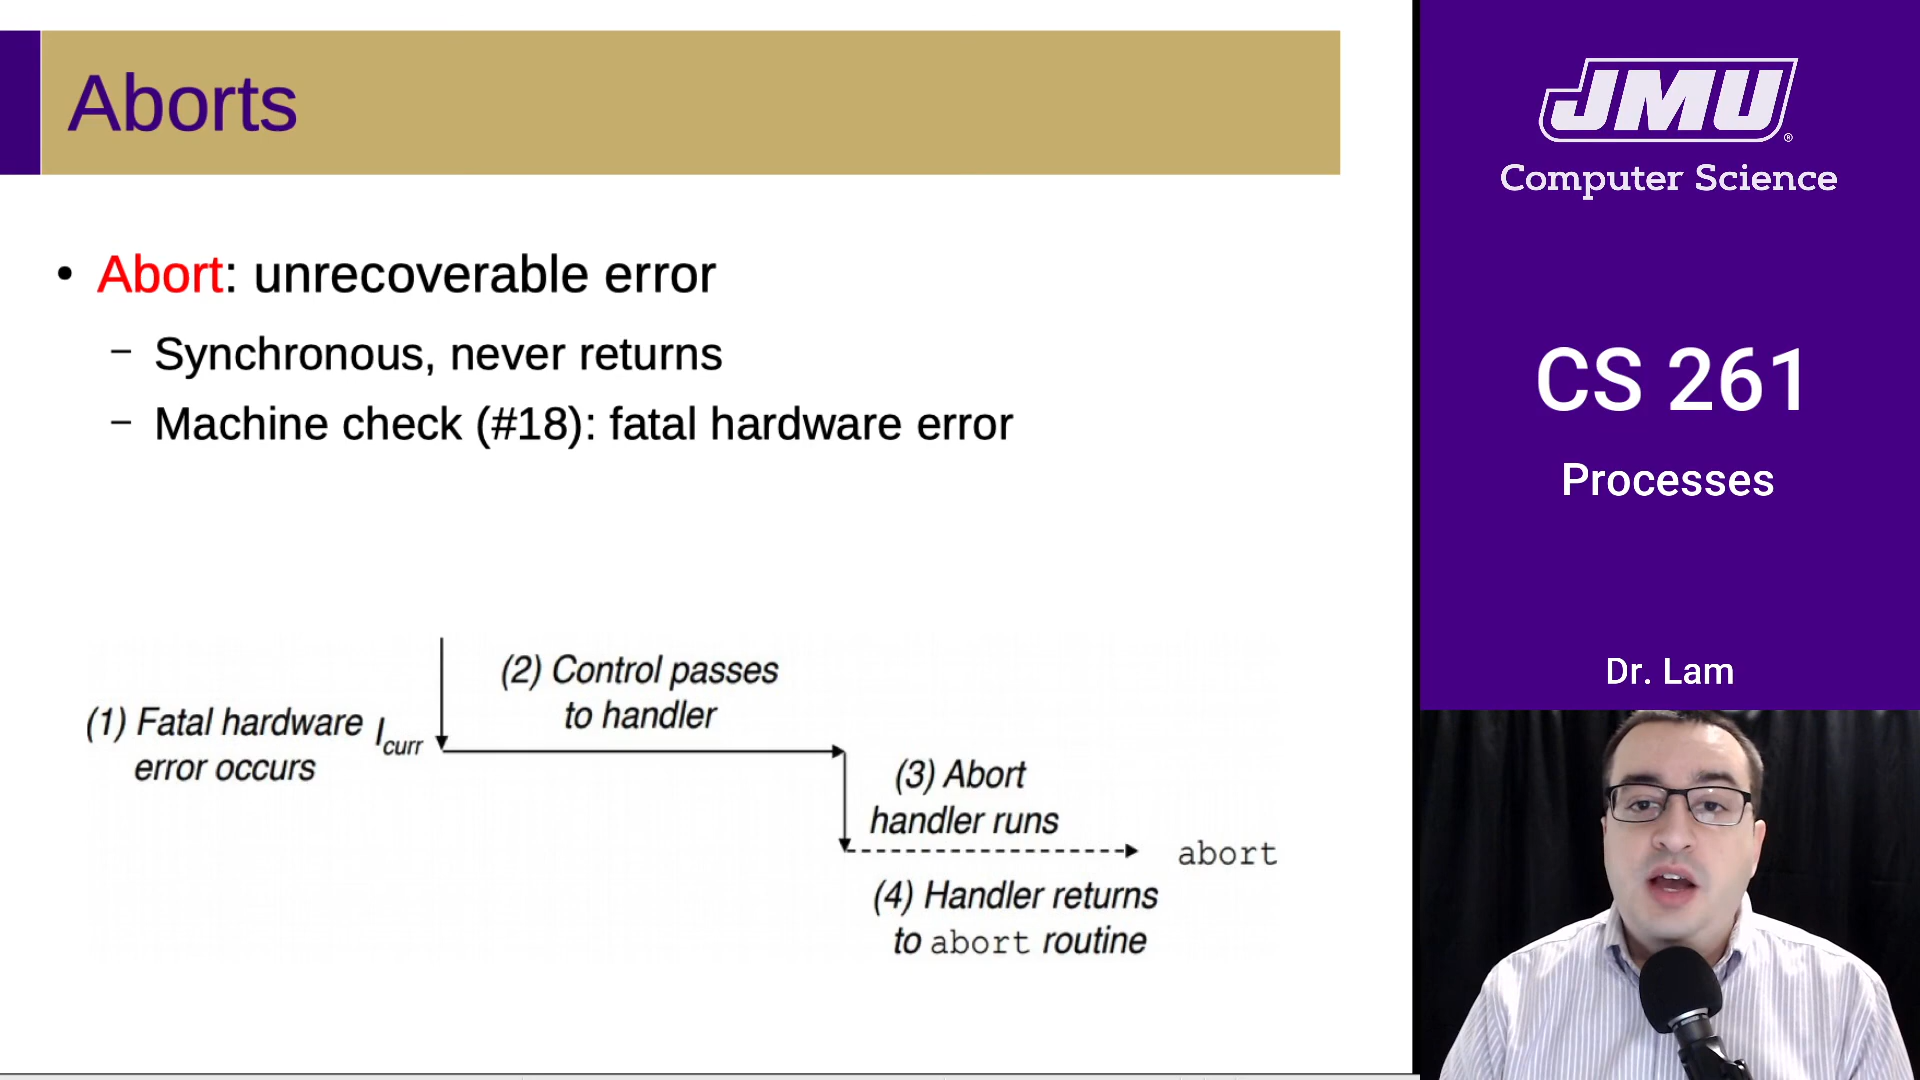 Aborts
• Abort: unrecoverable error
– Synchronous, never returns
– Machine check (#18): fatal hardware error
(1) Fatal hardware
error occurs
Icurr
(2) Control passes
to handler
(3) Abort
handler runs
abort
(4) Handler returns
to abort routine
JMU®
Computer Science
CS 261
Processes
Dr. Lam